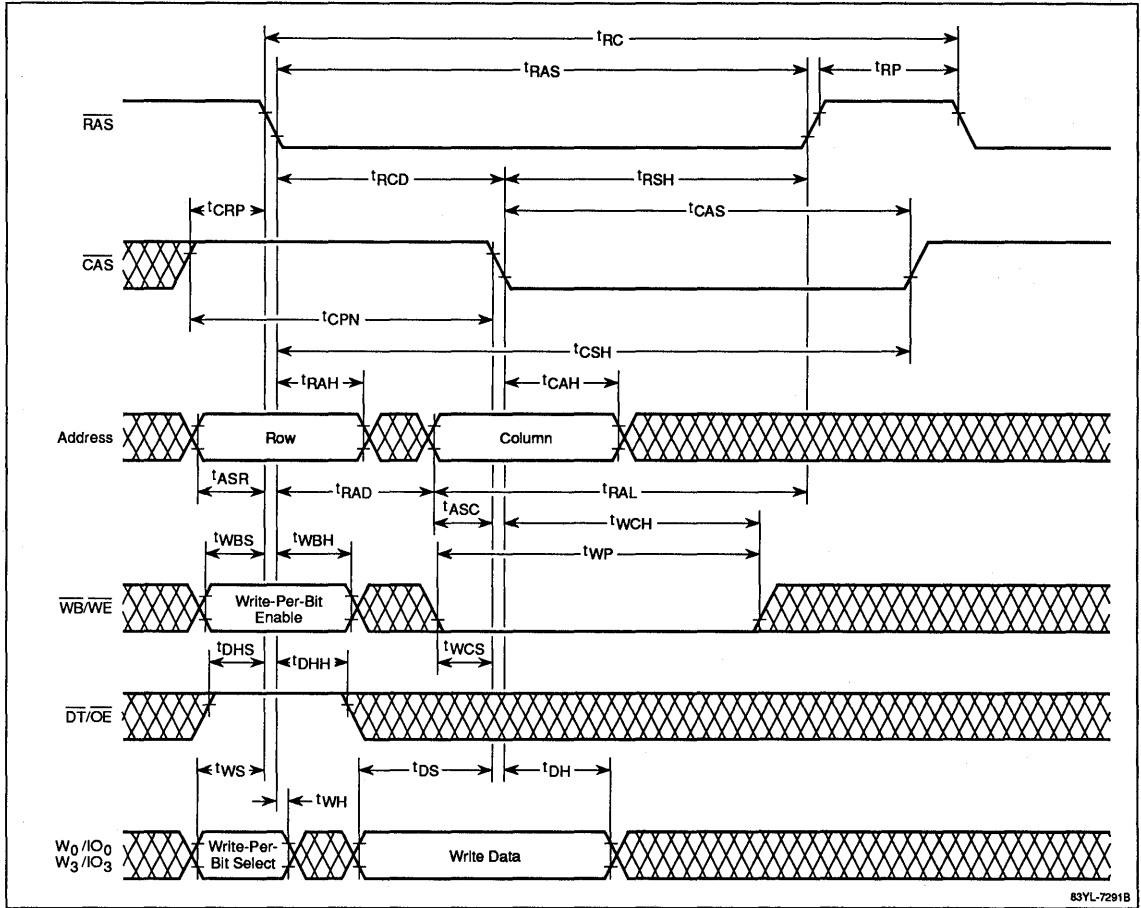 tRC
tRAS
tRP
RAS
tRCD
tRSH
tCRP
tCAS
CAS
tCPN
tCSH
tRAH
tCAH
Address
Row
Column
tASR
tRAD
tRAL
tASC
tWCH
tWBS
tWBH
tWP
WB/WE
Write-Per-Bit
Enable
tDHS
tDHH
tWCS
DT/OE
tWS
tDS
tDH
tWH
W0/IO0
W3/IO3
Write-Per-
Bit Select
Write Data
83YL-7291B